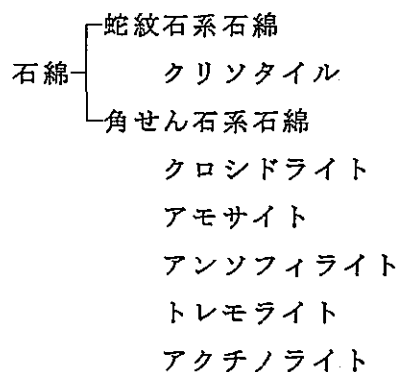 蛇紋石系石綿
石綿
クリソタイル
角せん石系石綿
クロシドライト
アモサイト
アンソフィライト
トレモライト
アクチノライト